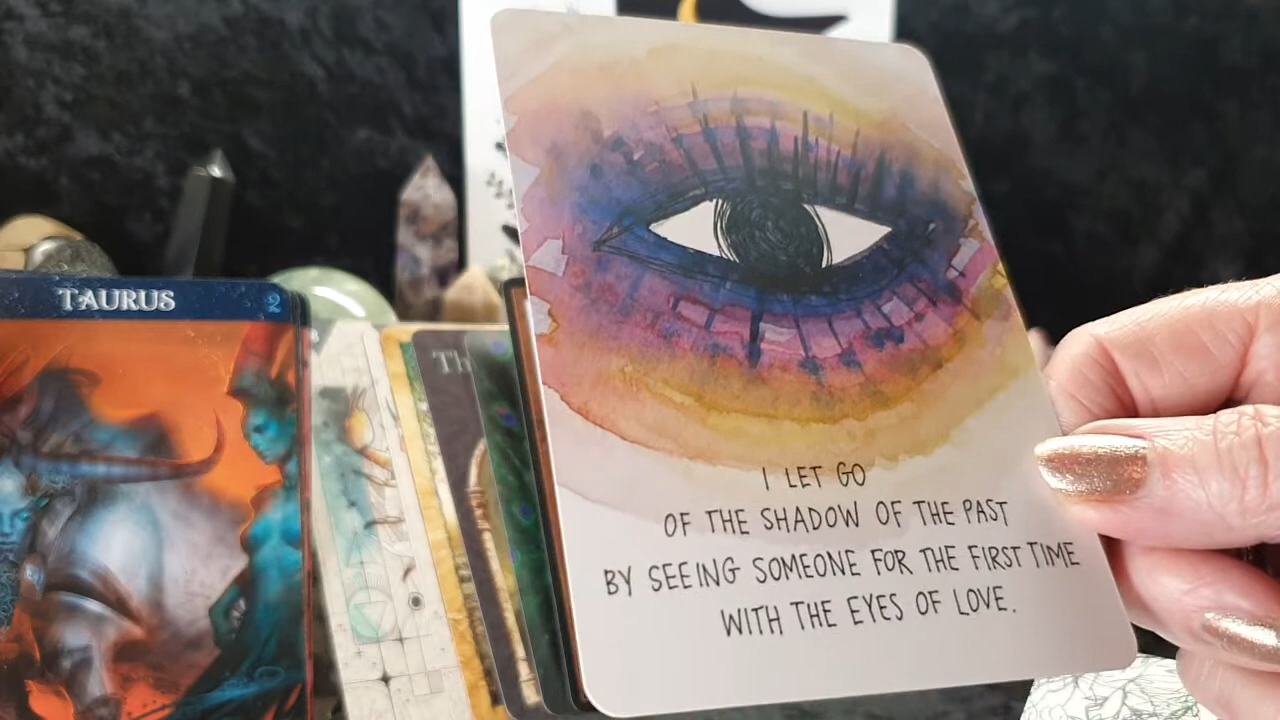 TAURUS 2
Th
I LET GO
OF THE SHADOW OF THE PAST
BY SEEING SOMEONE FOR THE FIRST TIME
WITH THE EYES OF LOVE.